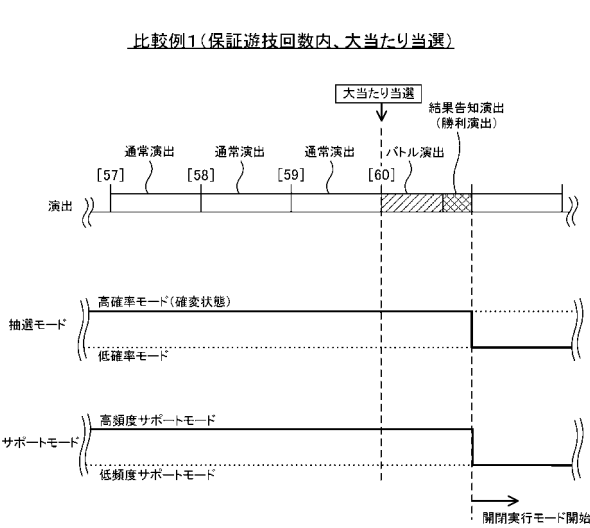 比較例1(保証遊技回数内、大当たり当選)
大当たり当選
結果告知演出
(勝利演出)
通常演出 通常演出 通常演出 バトル演出
[57] [58] [59] [60]
演出
高確率モード(確変状態)
抽選モード
低確率モード
高頻度サポートモード
サポートモード
低頻度サポートモード
開閉実行モード開始